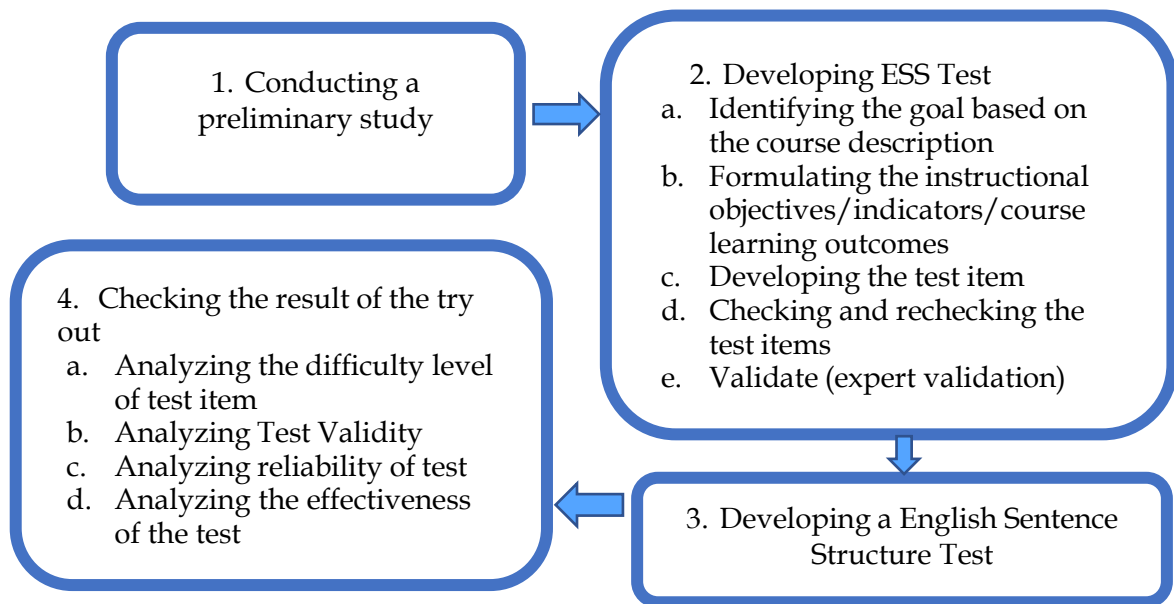 1. Conducting a
preliminary study
2. Developing ESS Test
a. Identifying the goal based on
the course description
b. Formulating the instructional
objectives/indicators/course
learning outcomes
c. Developing the test item
d. Checking and rechecking the
test items
e. Validate (expert validation)
3. Developing a English Sentence
Structure Test
4. Checking the result of the try
out
a. Analyzing the difficulty level
of test item
b. Analyzing Test Validity
c. Analyzing reliability of test
d. Analyzing the effectiveness
of the test